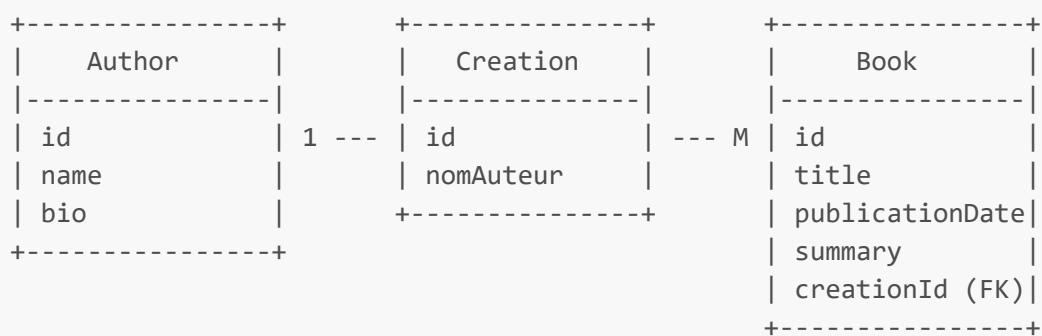 +----------------+       +---------------+       +----------------+
|    Author      |       |   Creation    |       |     Book       |
|----------------|       |---------------|       |----------------|
| id             | 1 --- | id            | --- M | id             |
| name           |       | nomAuteur     |       | title          |
| bio            |       +---------------+       | publicationDate|
+----------------+                               | summary        |
                                                 | creationId (FK)|
                                                 +----------------+